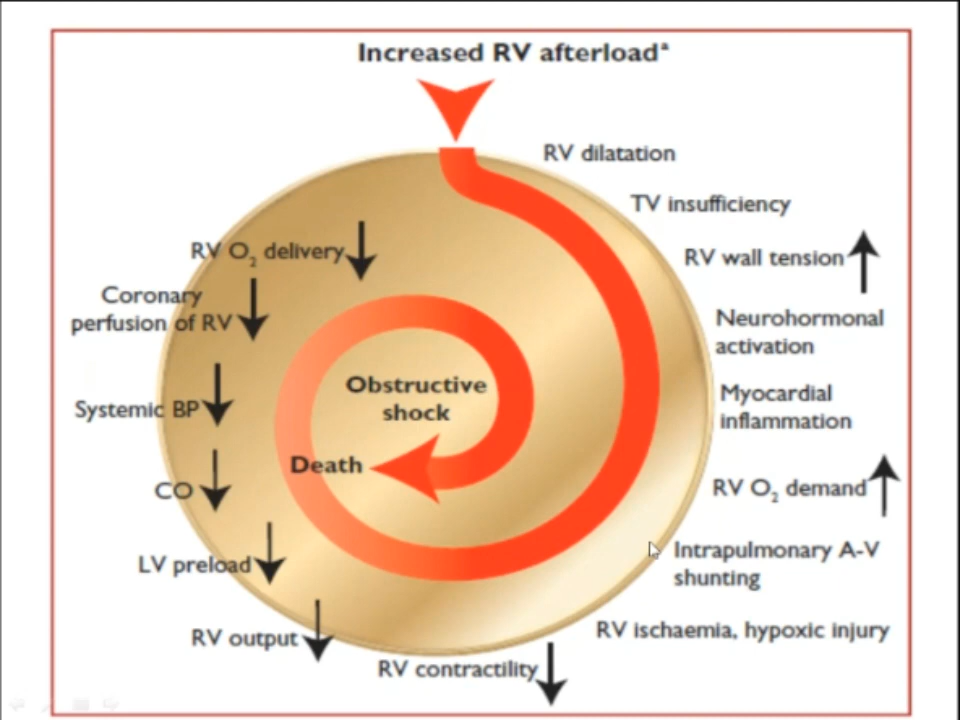 Increased RV afterloadᵃ
RV dilatation
TV insufficiency
RV wall tension
Neurohormonal
activation
Myocardial
inflammation
RV O₂ demand
Intrapulmonary A-V
shunting
RV ischaemia, hypoxic injury
RV contractility
RV output
LV preload
CO
Systemic BP
Coronary
perfusion of RV
RV O₂ delivery
Obstructive
shock
Death